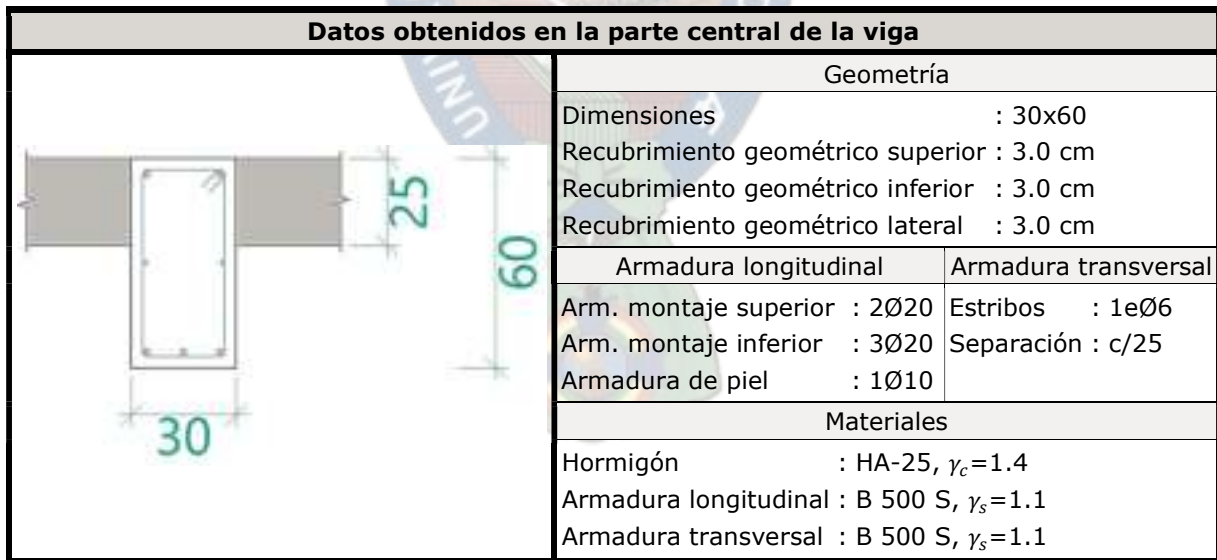 Datos obtenidos en la parte central de la viga
25
60
30
Geometría
Dimensiones : 30x60
Recubrimiento geométrico superior : 3.0 cm
Recubrimiento geométrico inferior : 3.0 cm
Recubrimiento geométrico lateral : 3.0 cm
Armadura longitudinal
Arm. montaje superior : 2Ø20
Arm. montaje inferior : 3Ø20
Armadura de piel : 1Ø10
Armadura transversal
Estribos : 1eØ6
Separación : c/25
Materiales
Hormigón : HA-25, γc=1.4
Armadura longitudinal : B 500 S, γs=1.1
Armadura transversal : B 500 S, γs=1.1